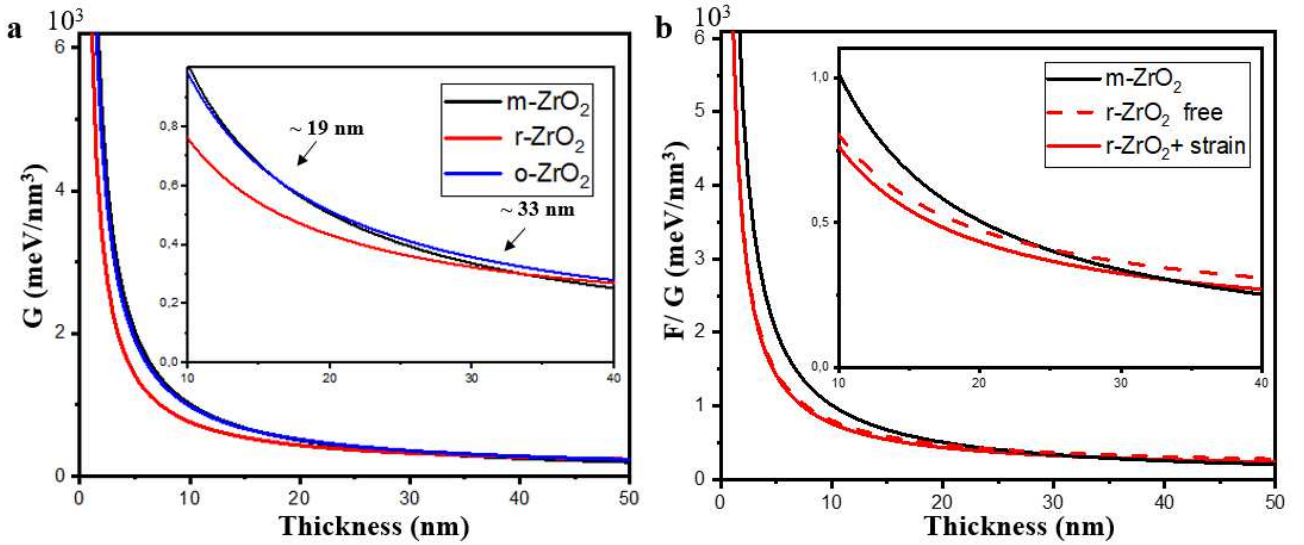 a
10³
G (meV/nm³)
6
4
2
0
0 10 20 30 40 50
Thickness (nm)
0,8
0,6
0,4
0,2
0,0
10 20 30 40
~ 19 nm
~ 33 nm
m-ZrO₂
r-ZrO₂
o-ZrO₂
b
10³
F/ G (meV/nm³)
6
5
4
3
2
1
0
0 10 20 30 40 50
Thickness (nm)
1,0
0,5
0,0
10 20 30 40
m-ZrO₂
r-ZrO₂ free
r-ZrO₂+ strain